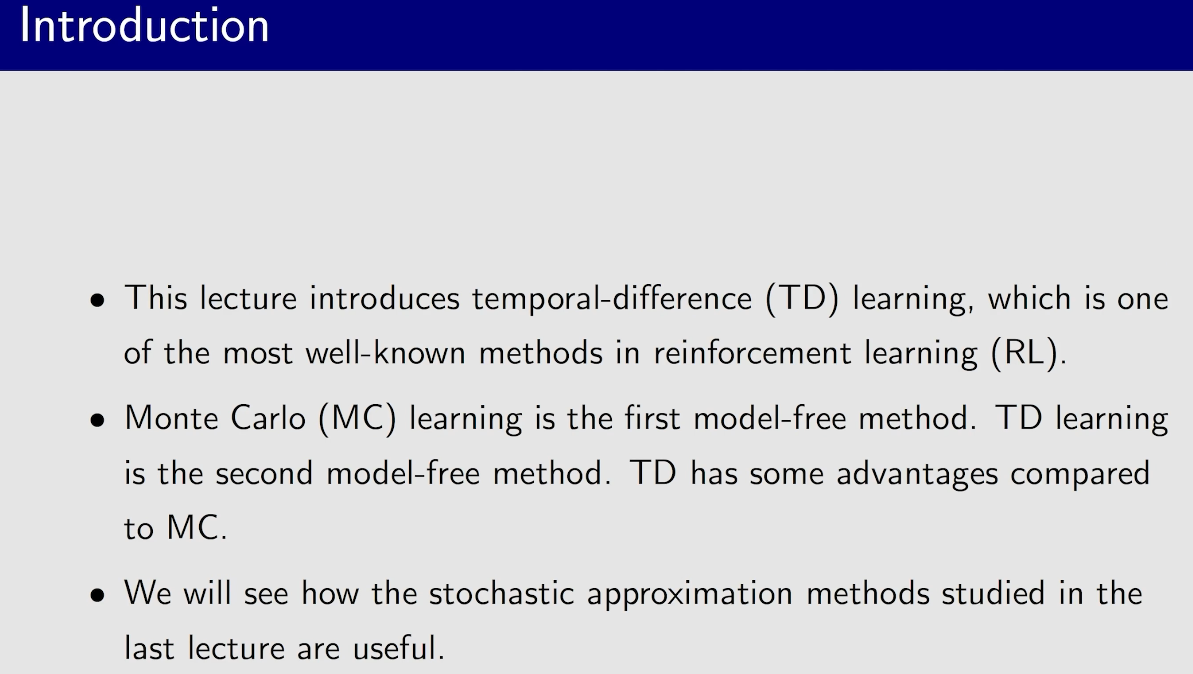 Introduction
• This lecture introduces temporal-difference (TD) learning, which is one
of the most well-known methods in reinforcement learning (RL).
• Monte Carlo (MC) learning is the first model-free method. TD learning
is the second model-free method. TD has some advantages compared
to MC.
• We will see how the stochastic approximation methods studied in the
last lecture are useful.